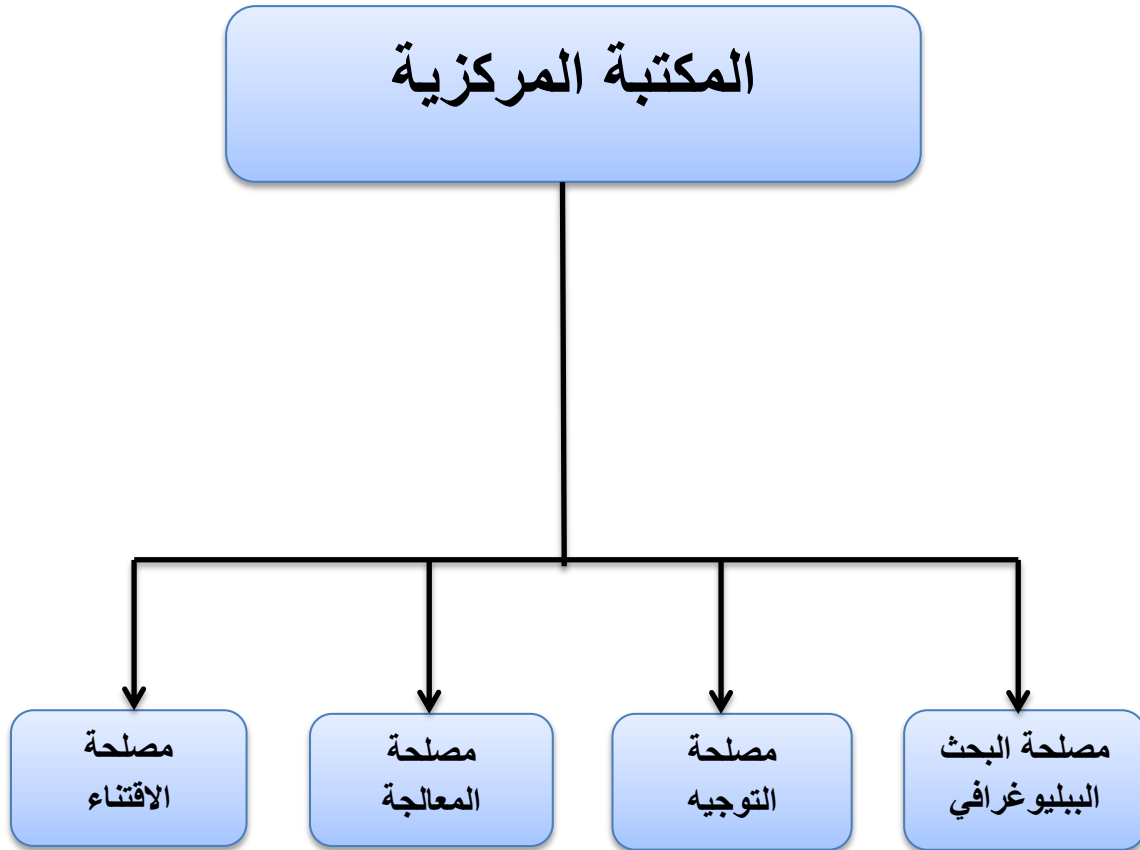 المكتبة المركزية
مصلحة البحث
الببليوغرافي
مصلحة
التوجيه
مصلحة
المعالجة
مصلحة
الاقتناء